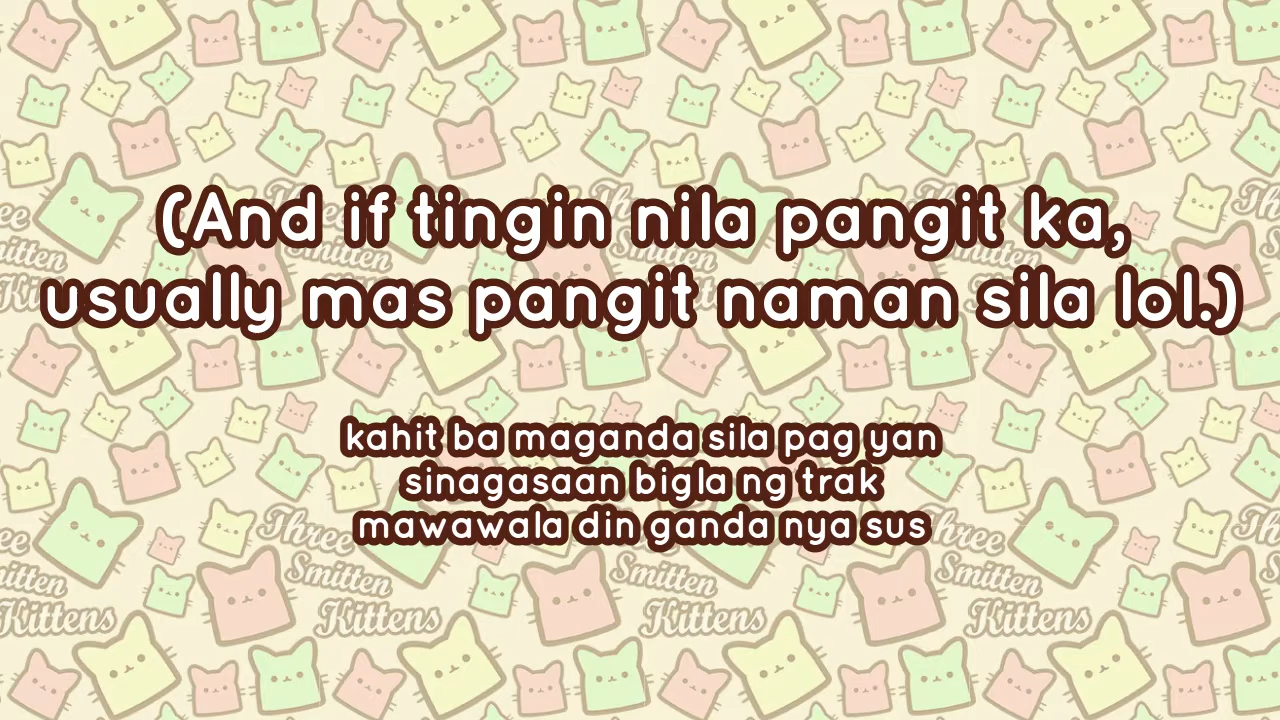 (And if tingin nila pangit ka,
usually mas pangit naman sila lol.)
kahit ba maganda sila pag yan
sinagasaan bigla ng trak
mawawala din ganda nya sus
Three
Smitten
Kittens